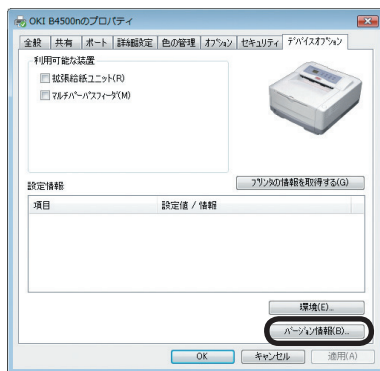 OKI B4500nのプロパティ
全般 共有 ポート 詳細設定 色の管理 オプション セキュリティ デバイスオプション
利用可能な装置
拡張給紙ユニット(R)
マルチパーパスフィーダ(M)
設定情報 プリンタの情報を取得する(G)
項目 設定値 / 情報
環境(E)...
バージョン情報(B)...
OK キャンセル 適用(A)